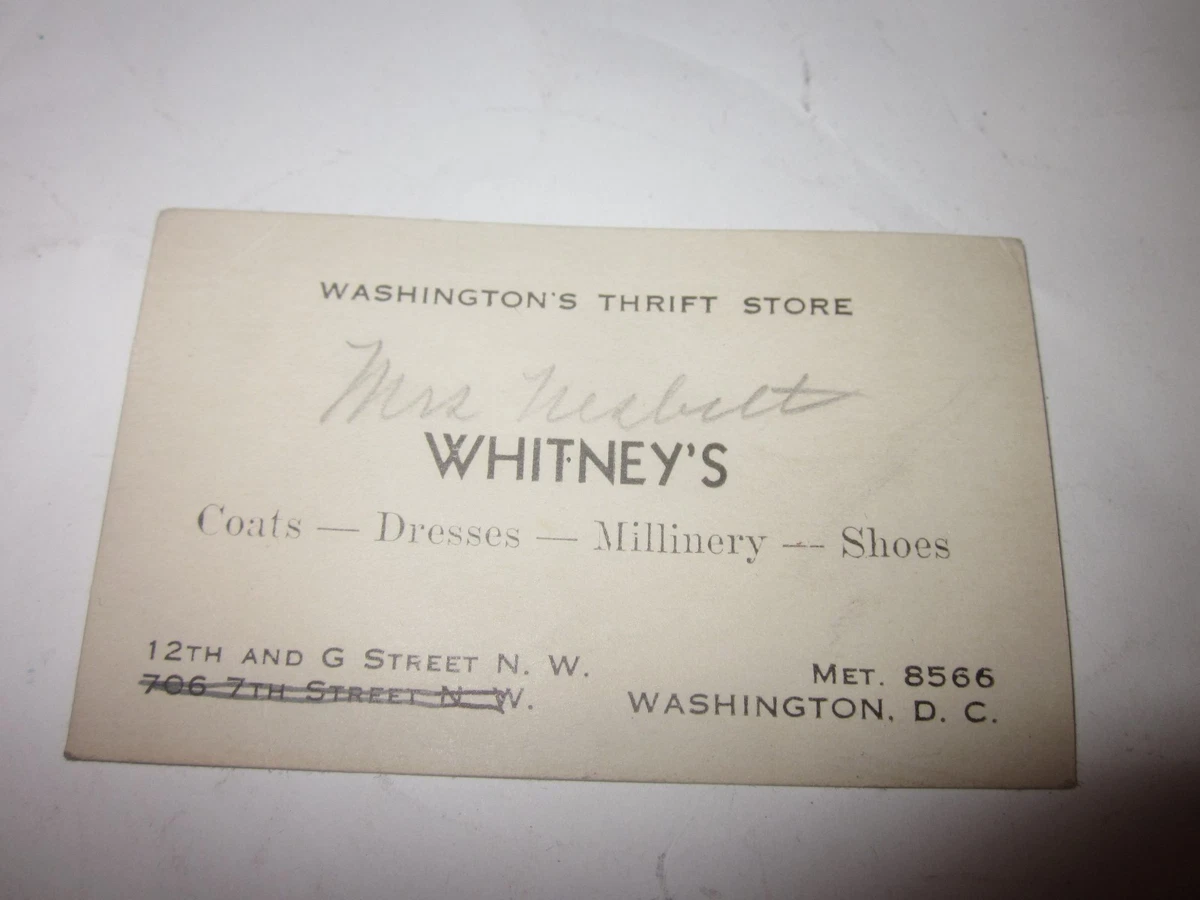 WASHINGTON'S THRIFT STORE
Mrs Nesbitt
WHITNEY'S
Coats — Dresses — Millinery — Shoes
12TH AND G STREET N. W.
706 7TH STREET N. W.
MET. 8566
WASHINGTON, D. C.